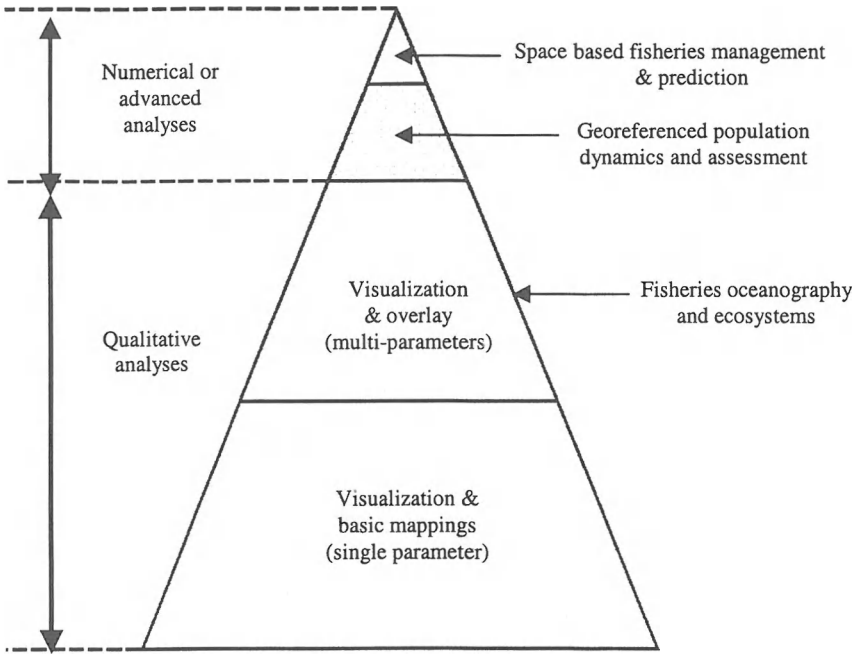 Space based fisheries management
& prediction
Numerical or
advanced
analyses
Georeferenced population
dynamics and assessment
Visualization
& overlay
(multi-parameters)
Fisheries oceanography
and ecosystems
Qualitative
analyses
Visualization &
basic mappings
(single parameter)